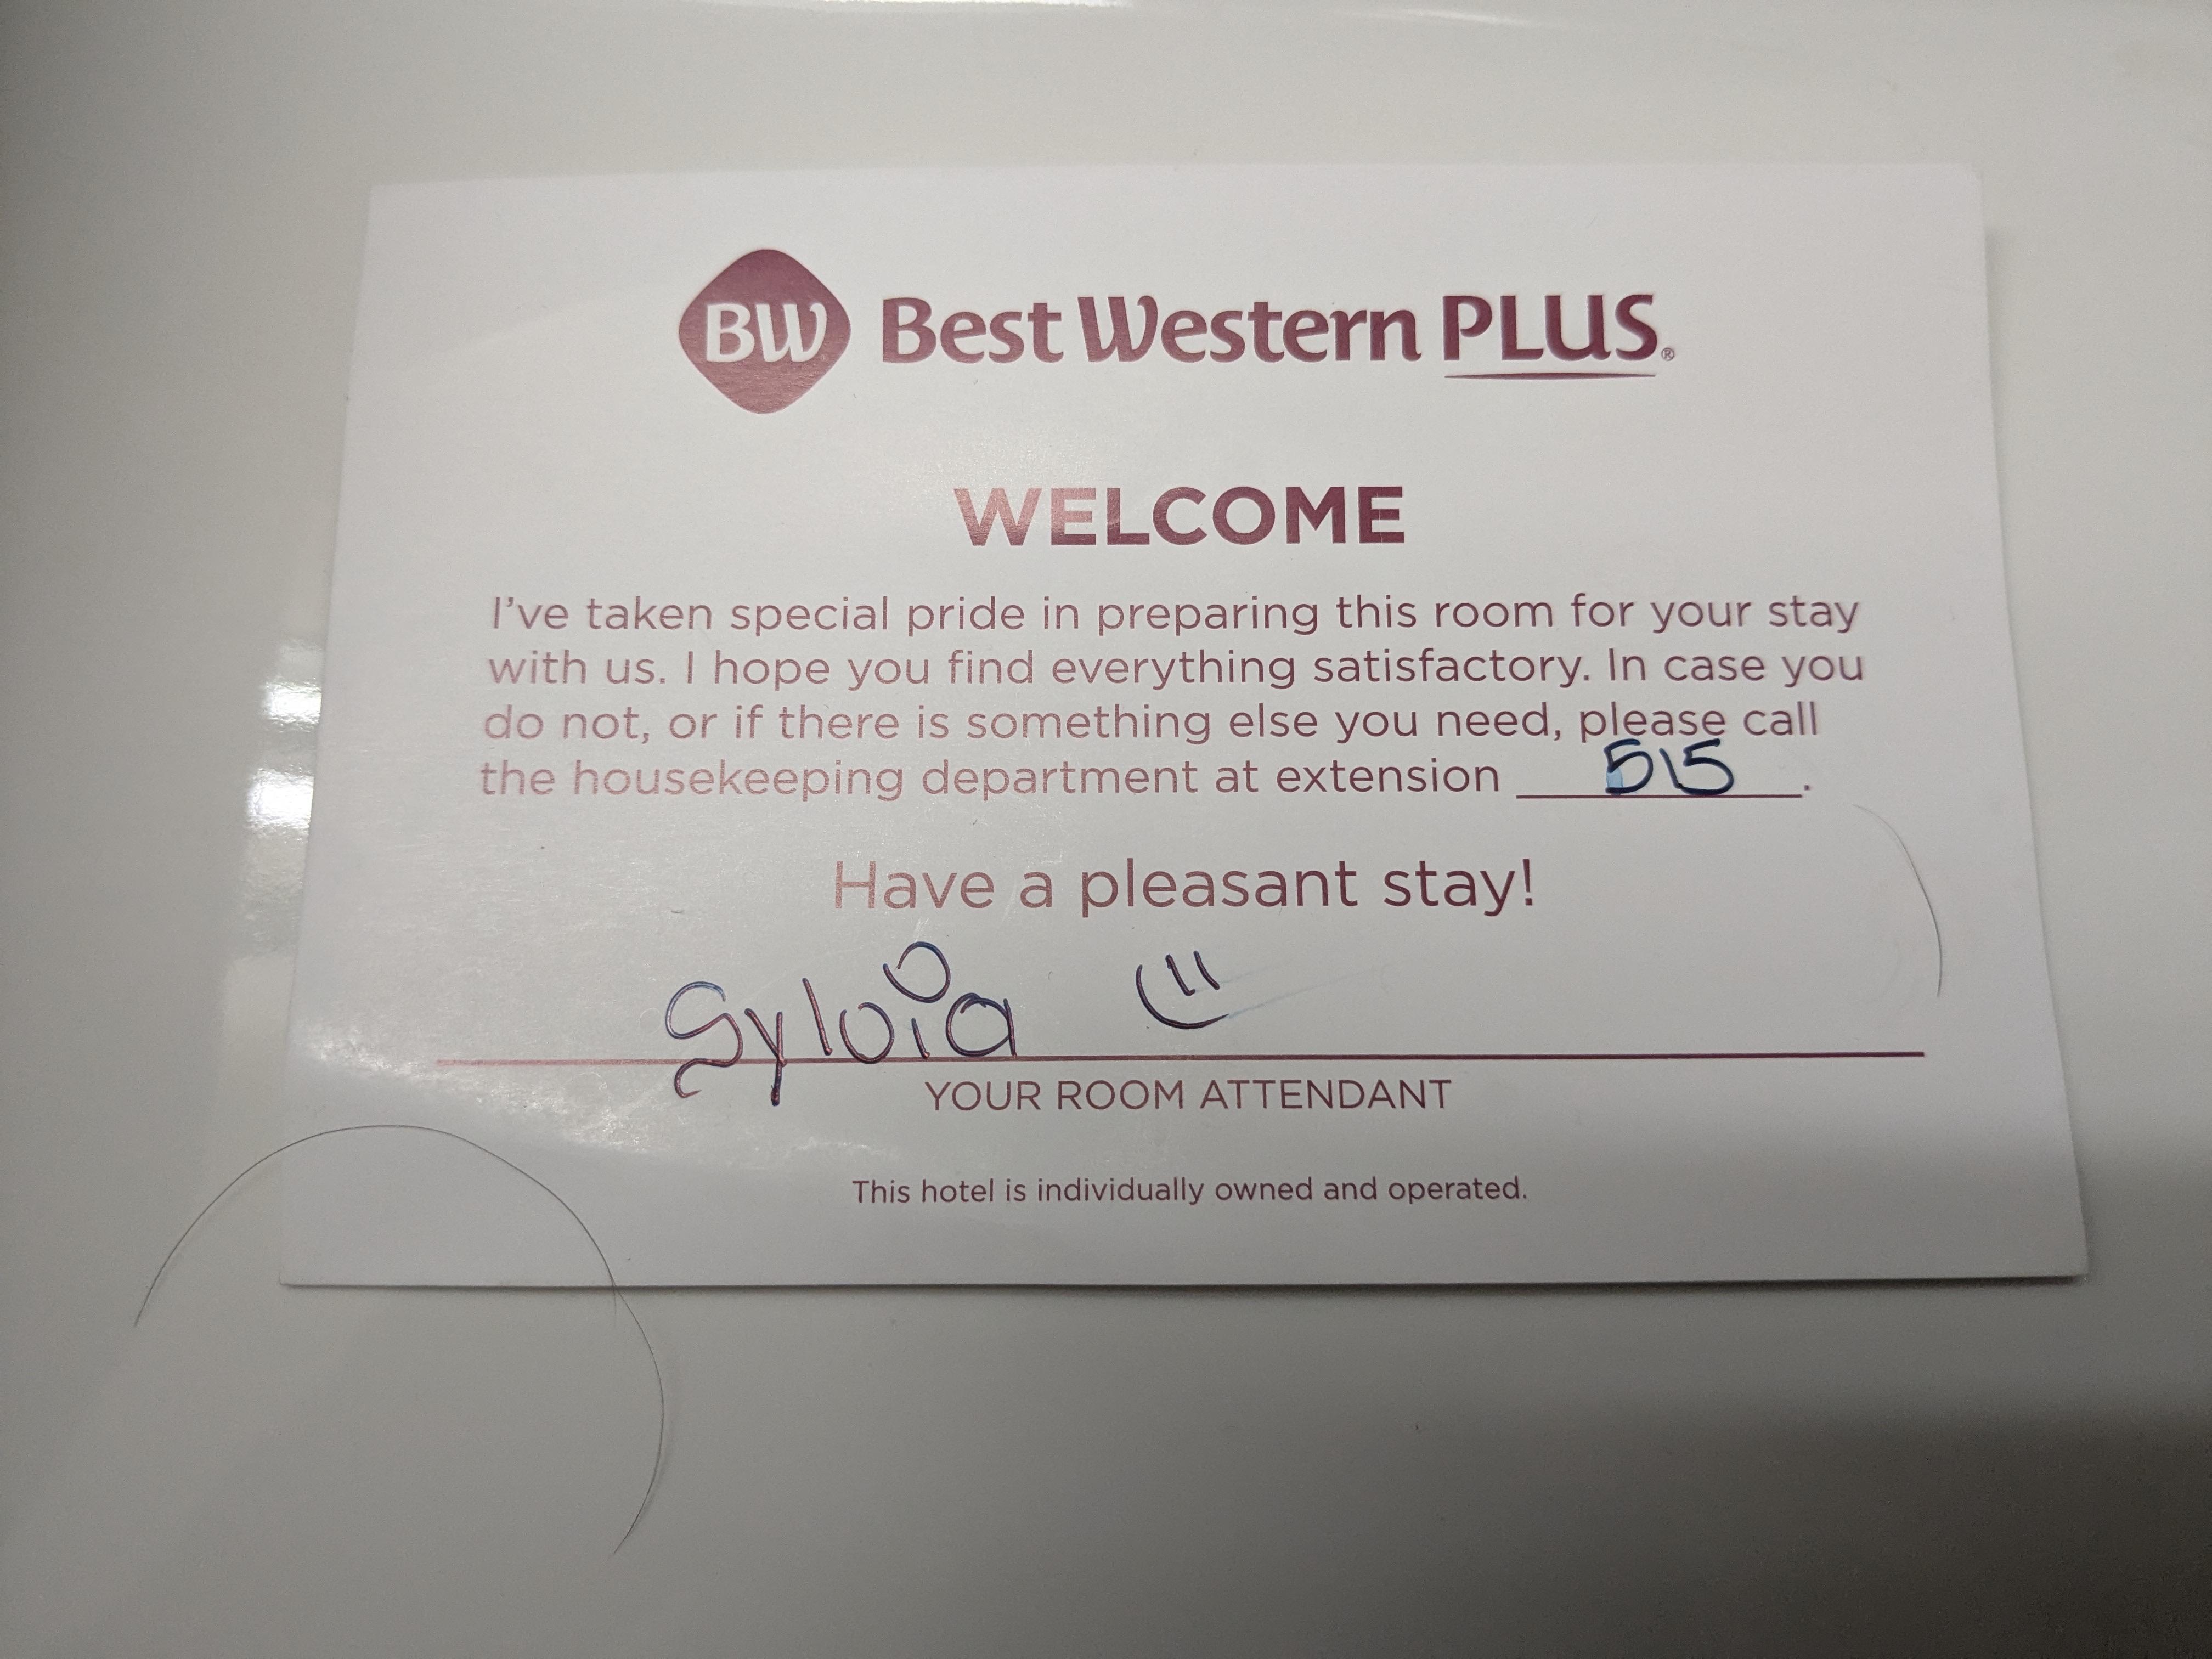 BW Best Western PLUS®
WELCOME
I've taken special pride in preparing this room for your stay
with us. I hope you find everything satisfactory. In case you
do not, or if there is something else you need, please call
the housekeeping department at extension 515.
Have a pleasant stay!
Sylvia
YOUR ROOM ATTENDANT
This hotel is individually owned and operated.